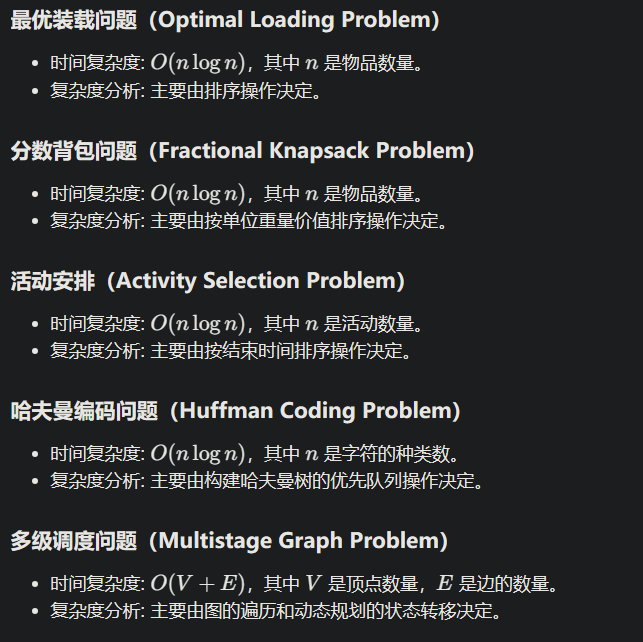 最优装载问题（Optimal Loading Problem）
• 时间复杂度: O(n log n)，其中 n 是物品数量。
• 复杂度分析: 主要由排序操作决定。
分数背包问题（Fractional Knapsack Problem）
• 时间复杂度: O(n log n)，其中 n 是物品数量。
• 复杂度分析: 主要由按单位重量价值排序操作决定。
活动安排（Activity Selection Problem）
• 时间复杂度: O(n log n)，其中 n 是活动数量。
• 复杂度分析: 主要由按结束时间排序操作决定。
哈夫曼编码问题（Huffman Coding Problem）
• 时间复杂度: O(n log n)，其中 n 是字符的种类数。
• 复杂度分析: 主要由构建哈夫曼树的优先队列操作决定。
多级调度问题（Multistage Graph Problem）
• 时间复杂度: O(V + E)，其中 V 是顶点数量，E 是边的数量。
• 复杂度分析: 主要由图的遍历和动态规划的状态转移决定。